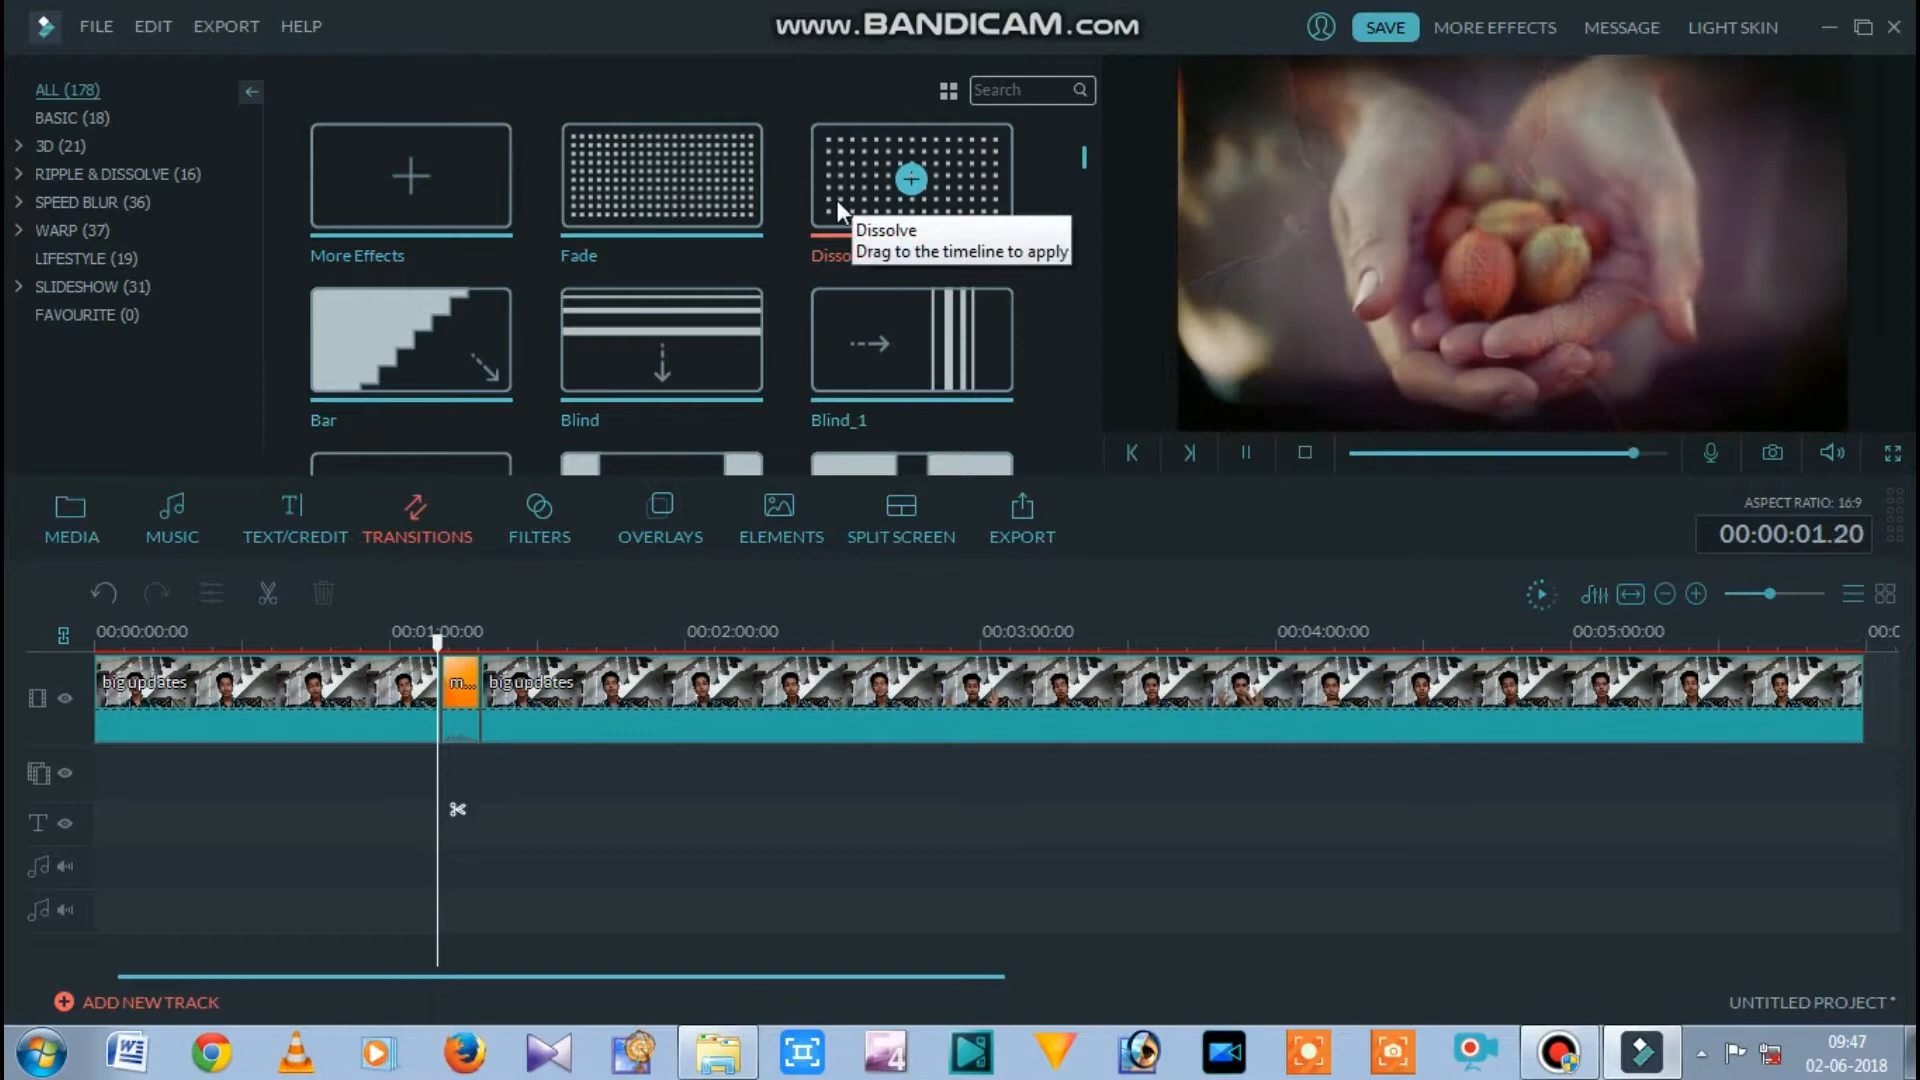 FILE EDIT EXPORT HELP
www.BANDICAM.com
SAVE MORE EFFECTS MESSAGE LIGHT SKIN
ALL (178)
BASIC (18)
3D (21)
RIPPLE & DISSOLVE (16)
SPEED BLUR (36)
WARP (37)
LIFESTYLE (19)
SLIDESHOW (31)
FAVOURITE (0)
Search
More Effects
Fade
Disso
Dissolve
Drag to the timeline to apply
Bar
Blind
Blind_1
MEDIA MUSIC TEXT/CREDIT TRANSITIONS FILTERS OVERLAYS ELEMENTS SPLIT SCREEN EXPORT
ASPECT RATIO: 16:9
00:00:01.20
00:00:00:00 00:01:00:00 00:02:00:00 00:03:00:00 00:04:00:00 00:05:00:00 00:0
big updates m... big updates
ADD NEW TRACK
UNTITLED PROJECT *
4
09:47
02-06-2018